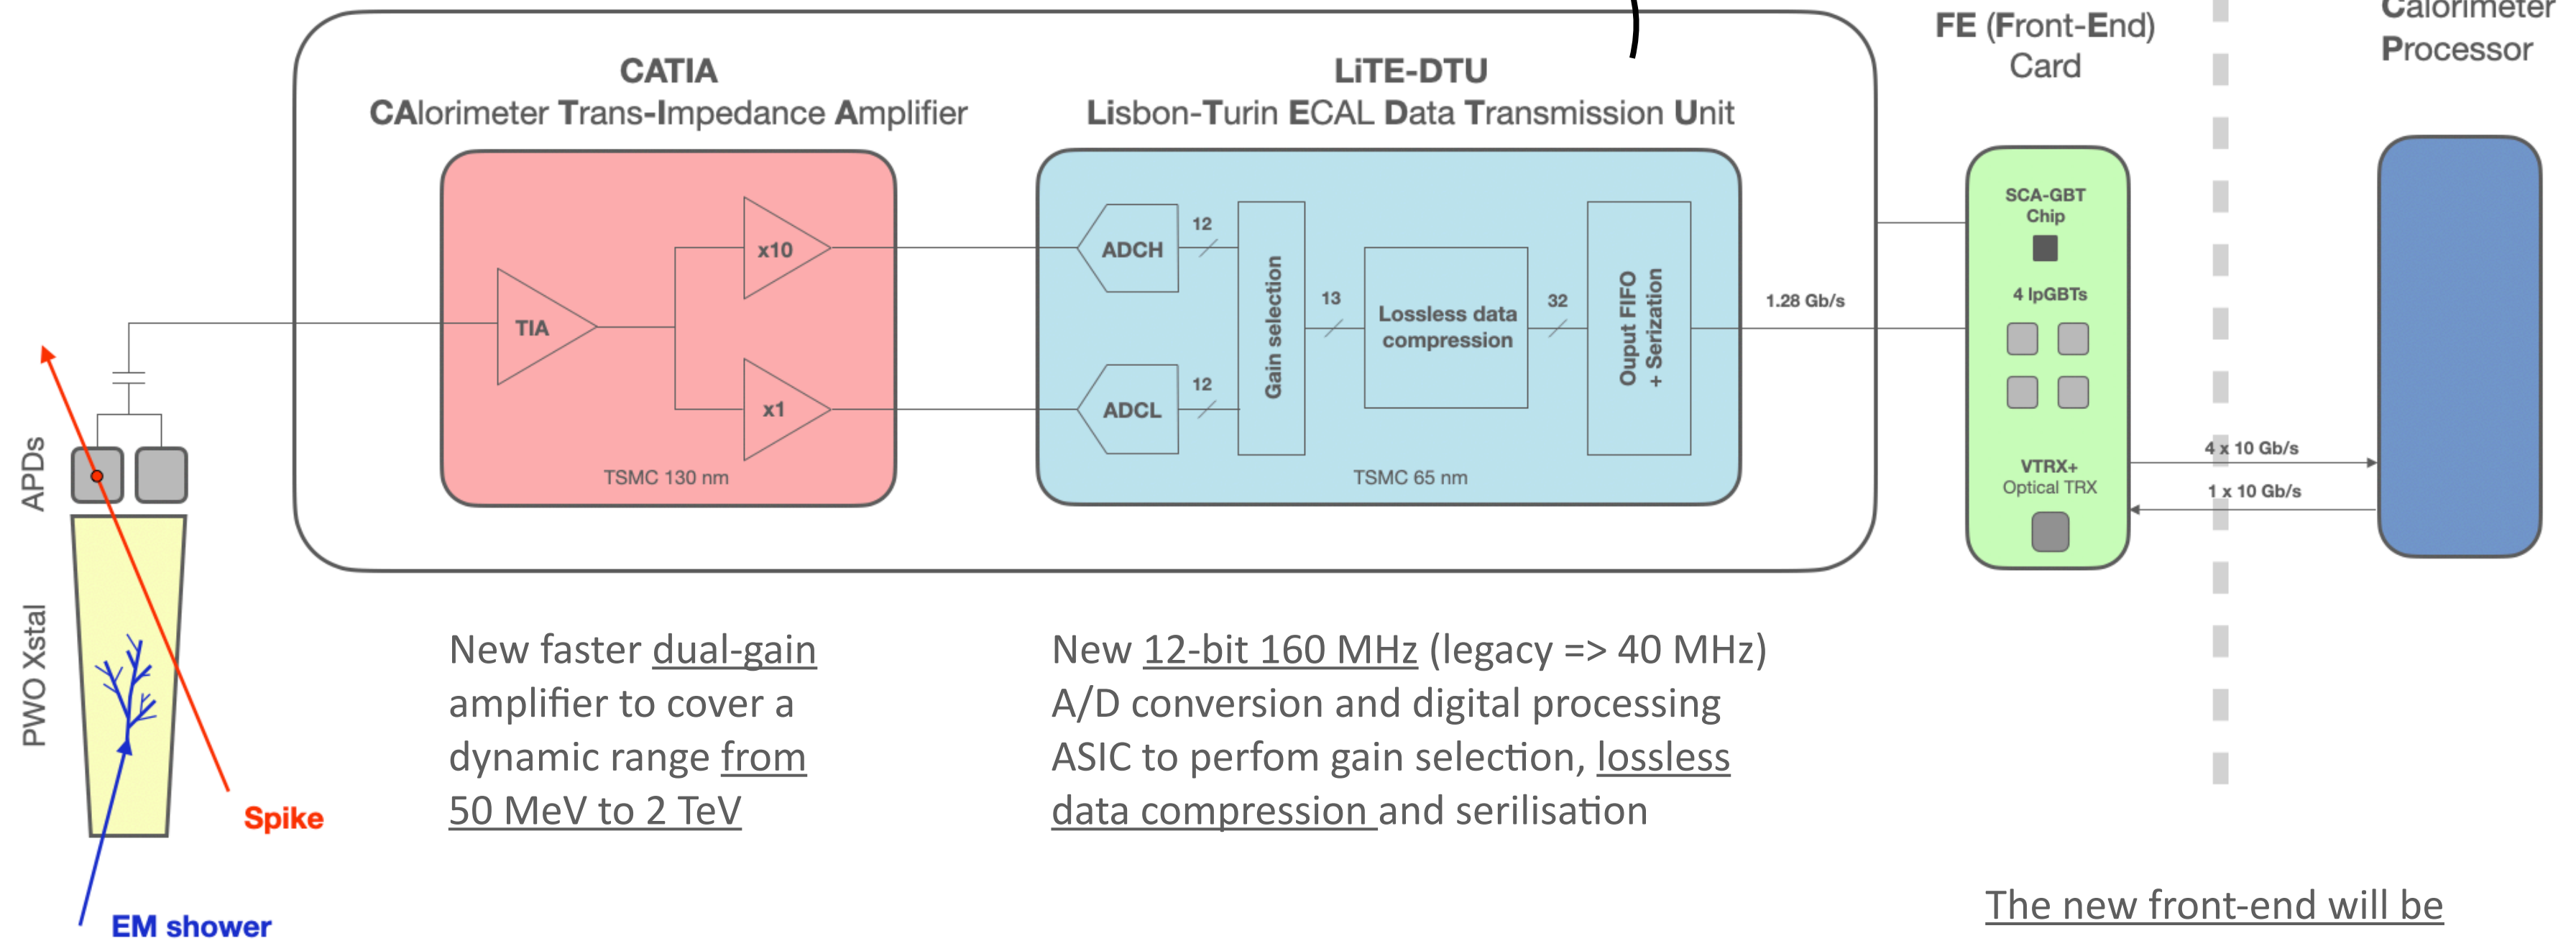 CATIA
CAlorimeter Trans-Impedance Amplifier
LiTE-DTU
Lisbon-Turin ECAL Data Transmission Unit
FE (Front-End)
Card
Calorimeter
Processor
TIA
x10
x1
TSMC 130 nm
ADCH
12
ADCL
12
Gain selection
13
Lossless data
compression
32
Ouput FIFO
+ Serization
TSMC 65 nm
1.28 Gb/s
SCA-GBT
Chip
4 lpGBTs
VTRX+
Optical TRX
4 x 10 Gb/s
1 x 10 Gb/s
APDs
PWO Xstal
Spike
EM shower
New faster dual-gain
amplifier to cover a
dynamic range from
50 MeV to 2 TeV
New 12-bit 160 MHz (legacy => 40 MHz)
A/D conversion and digital processing
ASIC to perfom gain selection, lossless
data compression and serilisation
The new front-end will be